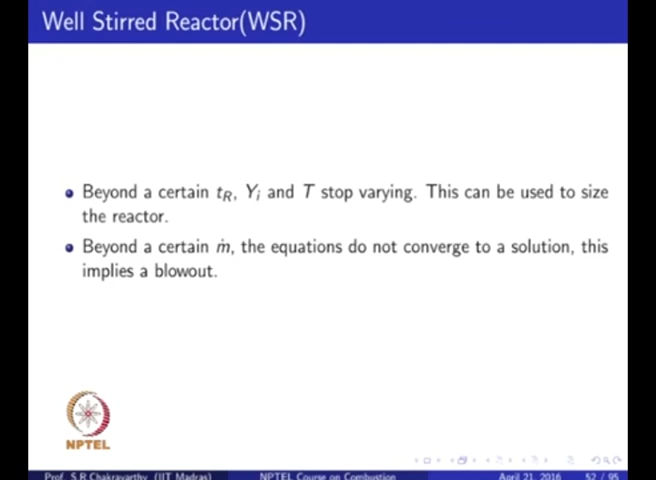 Well Stirred Reactor(WSR)
Beyond a certain t_R, Y_i and T stop varying. This can be used to size
the reactor.
Beyond a certain ṁ, the equations do not converge to a solution, this
implies a blowout.
NPTEL
Prof. S.R.Chakravarthy (IIT Madras) NPTEL Course on Combustion April 21, 2016 52 / 95